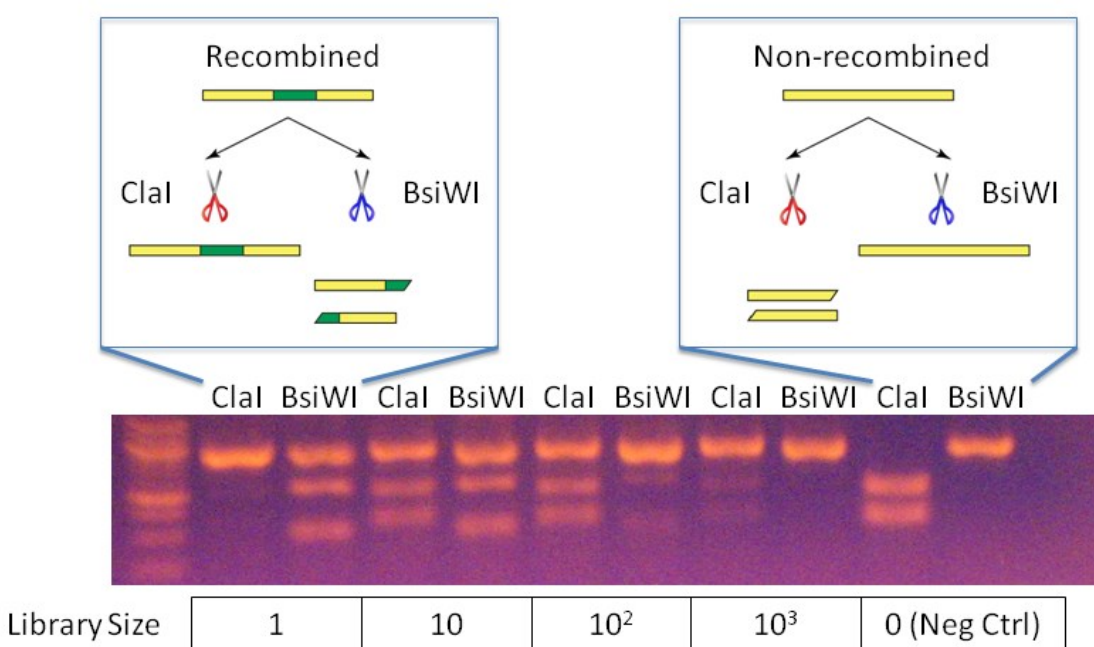 Recombined
ClaI BsiWI
Non-recombined
ClaI BsiWI
ClaI BsiWI ClaI BsiWI ClaI BsiWI ClaI BsiWI ClaI BsiWI
Library Size 1 10 10² 10³ 0 (Neg Ctrl)